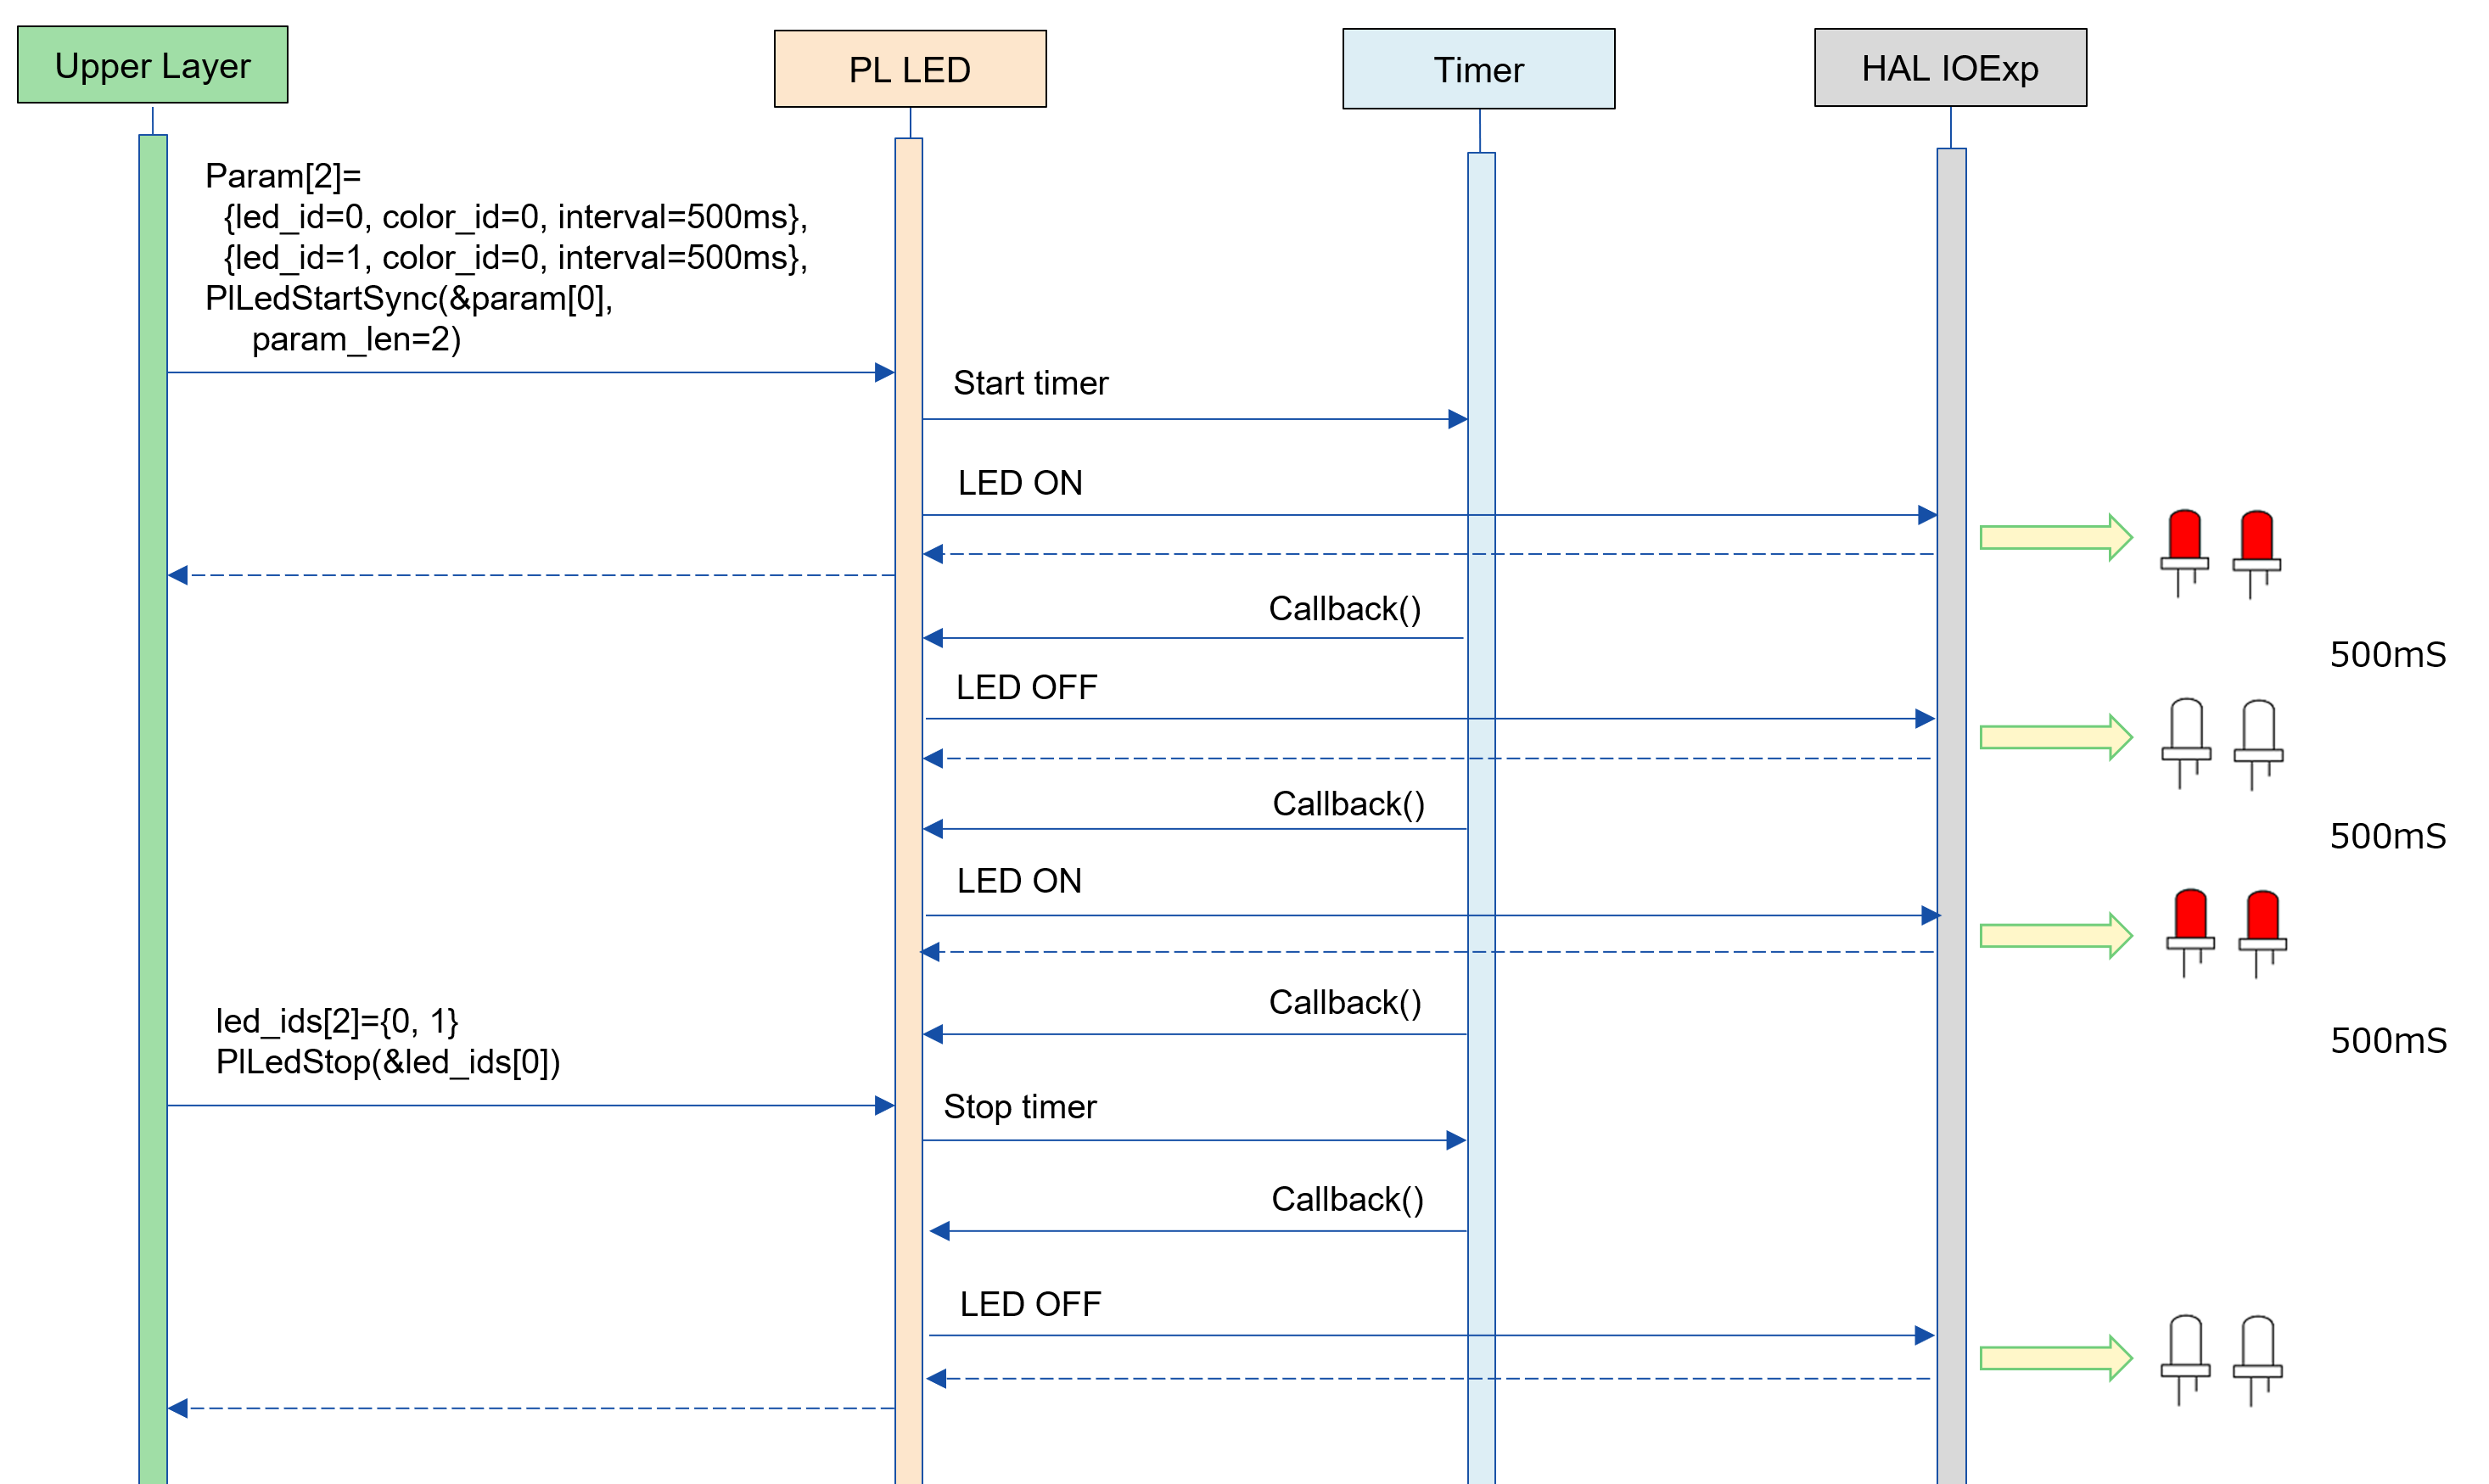 Upper Layer
PL LED
Timer
HAL IOExp
Param[2]=
{led_id=0, color_id=0, interval=500ms},
{led_id=1, color_id=0, interval=500ms},
PlLedStartSync(&param[0],
param_len=2)
Start timer
LED ON
Callback()
500mS
LED OFF
Callback()
500mS
LED ON
Callback()
500mS
led_ids[2]={0, 1}
PlLedStop(&led_ids[0])
Stop timer
Callback()
LED OFF